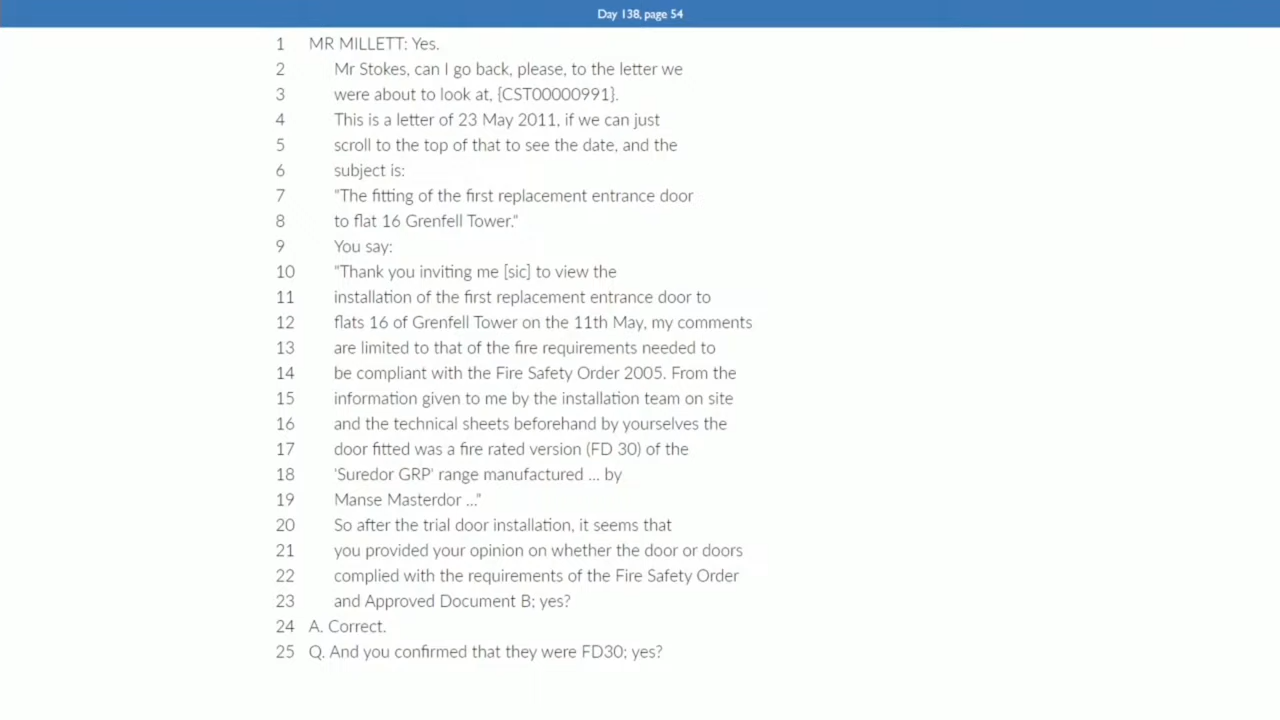 Day 138, page 54
1 MR MILLETT: Yes.
2 Mr Stokes, can I go back, please, to the letter we
3 were about to look at, {CST00000991}.
4 This is a letter of 23 May 2011, if we can just
5 scroll to the top of that to see the date, and the
6 subject is:
7 "The fitting of the first replacement entrance door
8 to flat 16 Grenfell Tower."
9 You say:
10 "Thank you inviting me [sic] to view the
11 installation of the first replacement entrance door to
12 flats 16 of Grenfell Tower on the 11th May, my comments
13 are limited to that of the fire requirements needed to
14 be compliant with the Fire Safety Order 2005. From the
15 information given to me by the installation team on site
16 and the technical sheets beforehand by yourselves the
17 door fitted was a fire rated version (FD 30) of the
18 'Suredor GRP' range manufactured ... by
19 Manse Masterdor ..."
20 So after the trial door installation, it seems that
21 you provided your opinion on whether the door or doors
22 complied with the requirements of the Fire Safety Order
23 and Approved Document B; yes?
24 A. Correct.
25 Q. And you confirmed that they were FD30; yes?